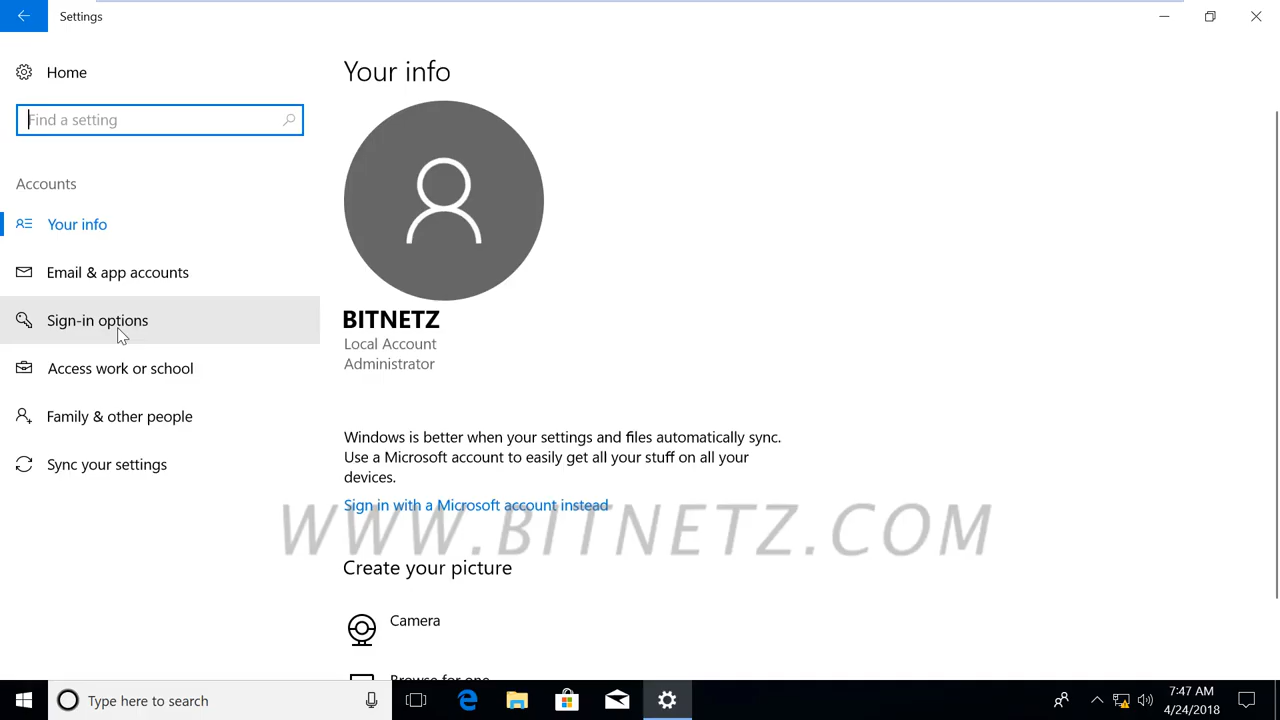 Settings
Home
Find a setting
Accounts
Your info
Email & app accounts
Sign-in options
Access work or school
Family & other people
Sync your settings
Your info
BITNETZ
Local Account
Administrator
Windows is better when your settings and files automatically sync.
Use a Microsoft account to easily get all your stuff on all your
devices.
Sign in with a Microsoft account instead
WWW.BITNETZ.COM
Create your picture
Camera
Browse for one
Type here to search
7:47 AM
4/24/2018